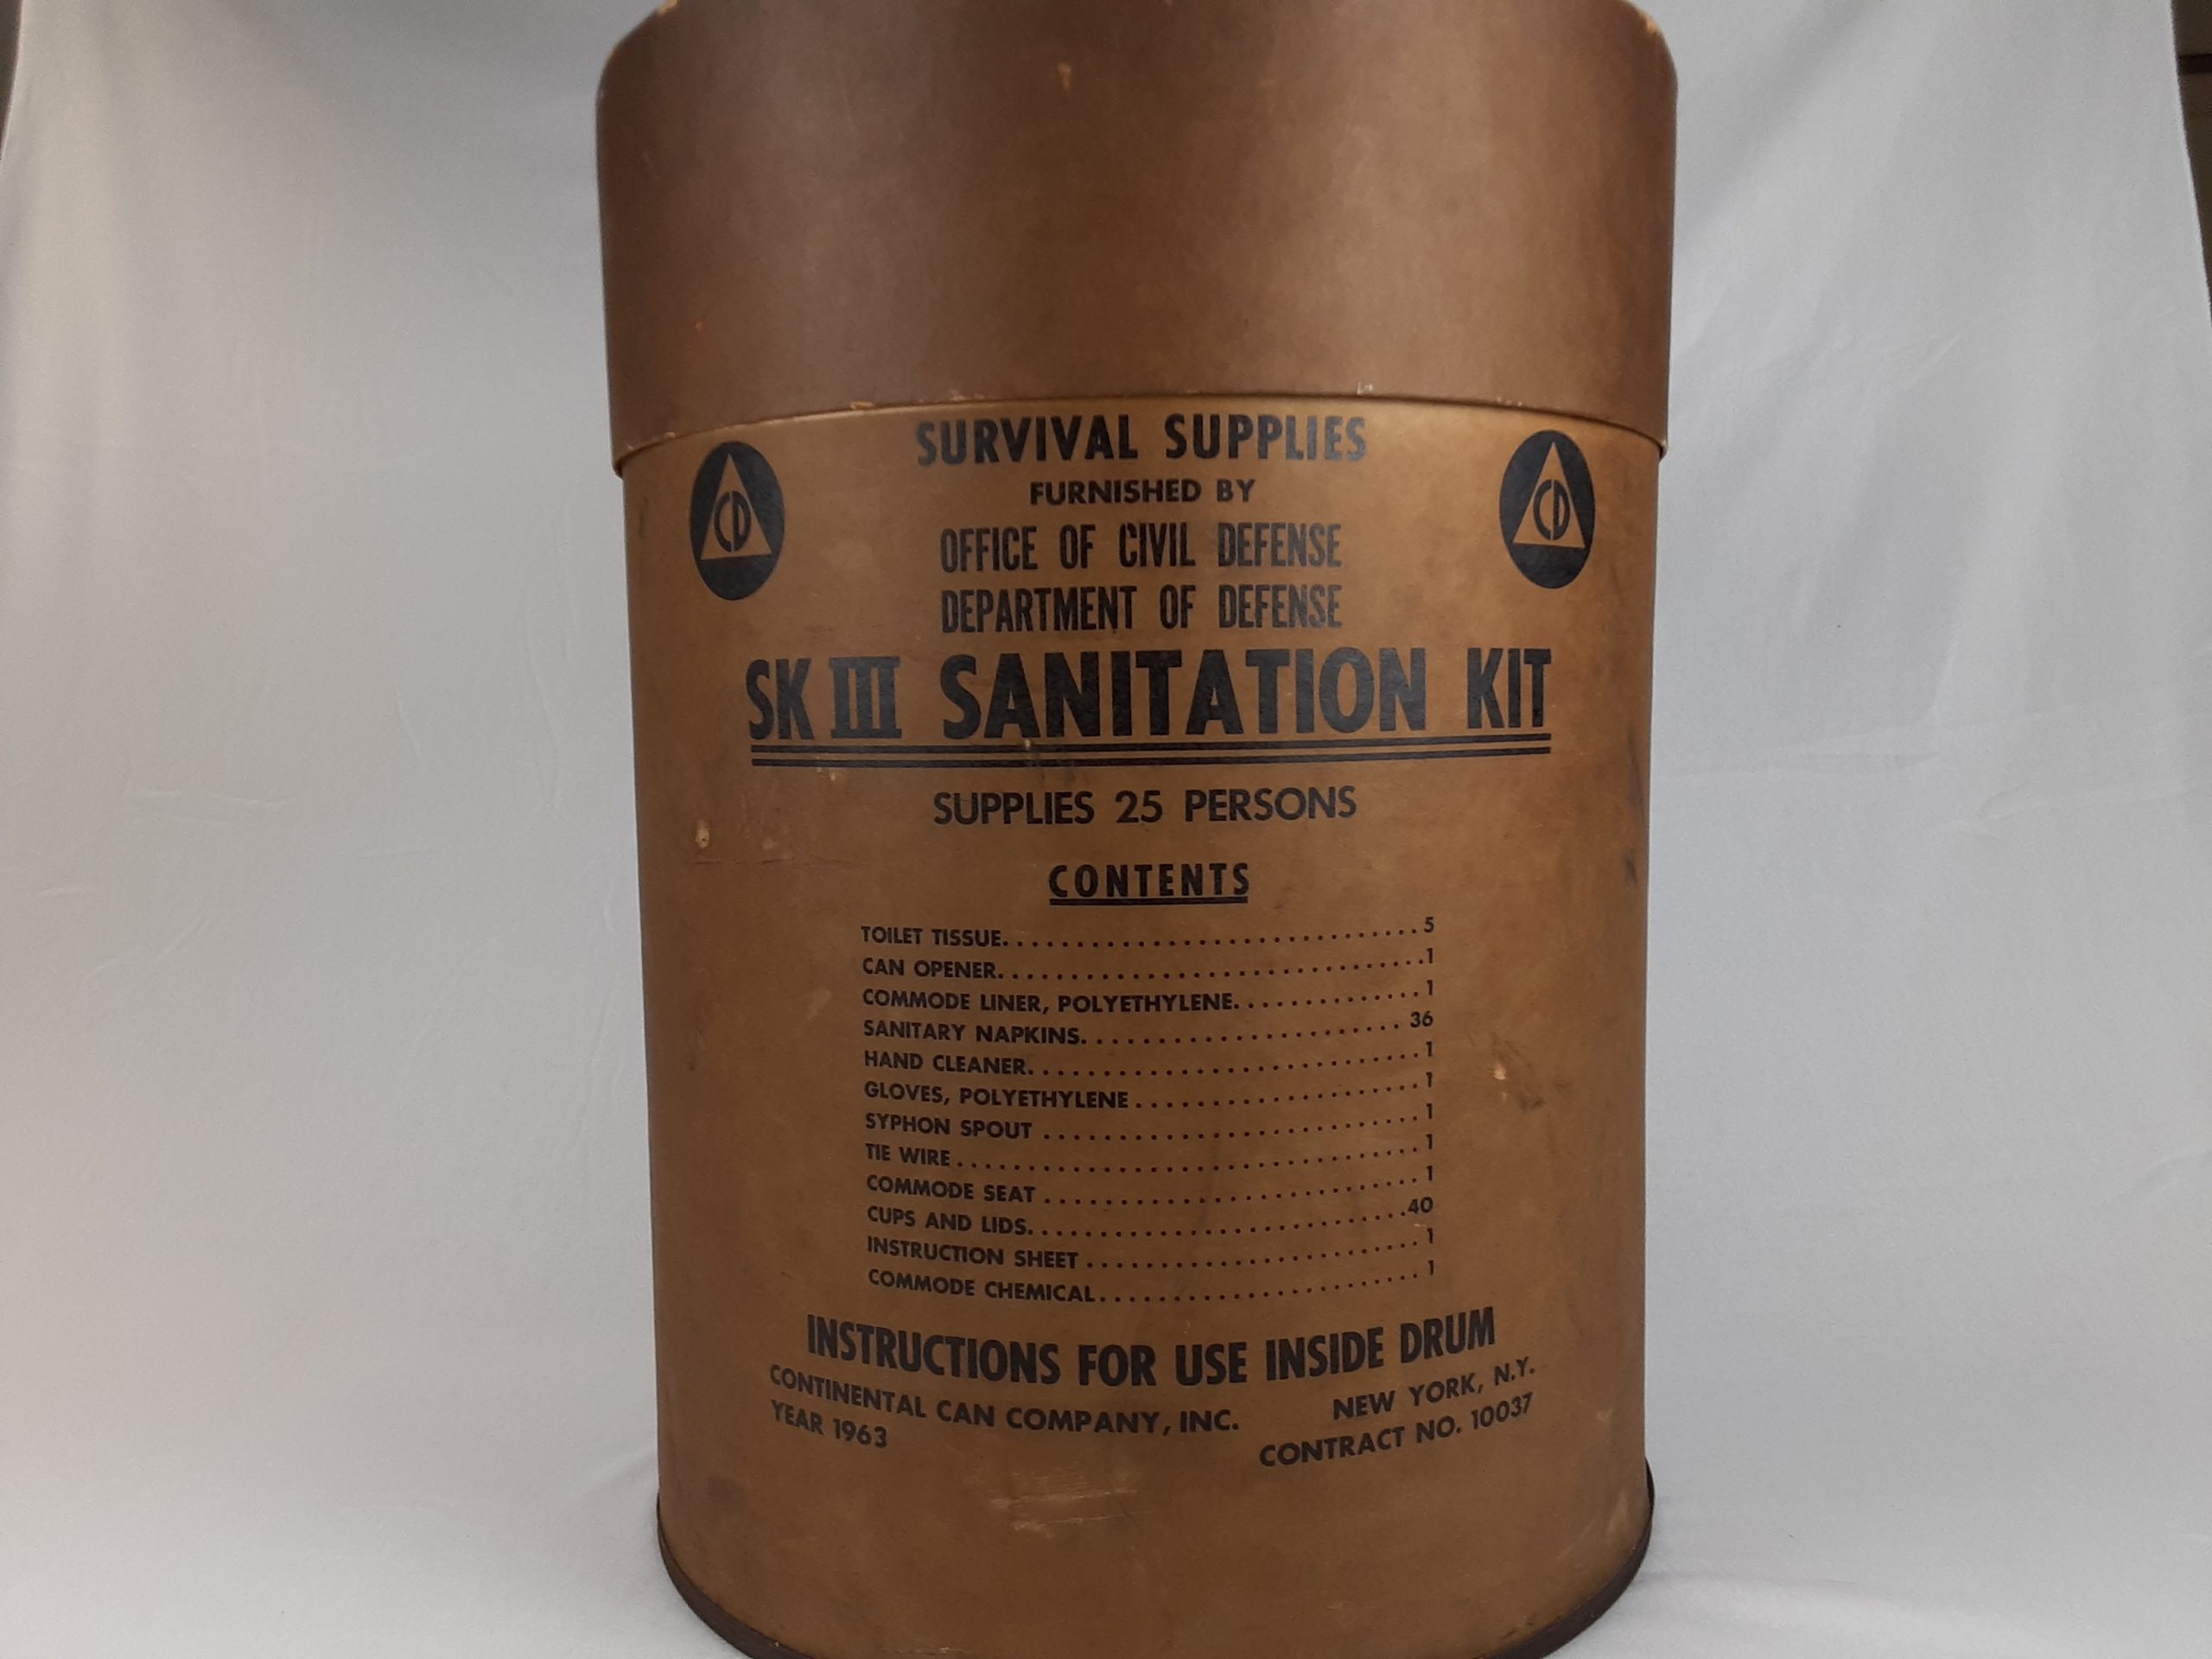 SURVIVAL SUPPLIES
FURNISHED BY
CD
CD
OFFICE OF CIVIL DEFENSE
DEPARTMENT OF DEFENSE
SK III SANITATION KIT
SUPPLIES 25 PERSONS
CONTENTS
TOILET TISSUE. . . . . . . . . . . . . . . . . . . . . . . . . . . . . 5
CAN OPENER. . . . . . . . . . . . . . . . . . . . . . . . . . . . . .1
COMMODE LINER, POLYETHYLENE. . . . . . . . . . . . . 1
SANITARY NAPKINS. . . . . . . . . . . . . . . . . . . . . . 36
HAND CLEANER. . . . . . . . . . . . . . . . . . . . . . . . . . . 1
GLOVES, POLYETHYLENE . . . . . . . . . . . . . . . . . . . . 1
SYPHON SPOUT . . . . . . . . . . . . . . . . . . . . . . . . . . 1
TIE WIRE . . . . . . . . . . . . . . . . . . . . . . . . . . . . . . . . 1
COMMODE SEAT . . . . . . . . . . . . . . . . . . . . . . . . . . 1
CUPS AND LIDS. . . . . . . . . . . . . . . . . . . . . . . . . .40
INSTRUCTION SHEET . . . . . . . . . . . . . . . . . . . . . . . 1
COMMODE CHEMICAL. . . . . . . . . . . . . . . . . . . . . . 1
INSTRUCTIONS FOR USE INSIDE DRUM
CONTINENTAL CAN COMPANY, INC. NEW YORK, N.Y.
YEAR 1963 CONTRACT NO. 10037